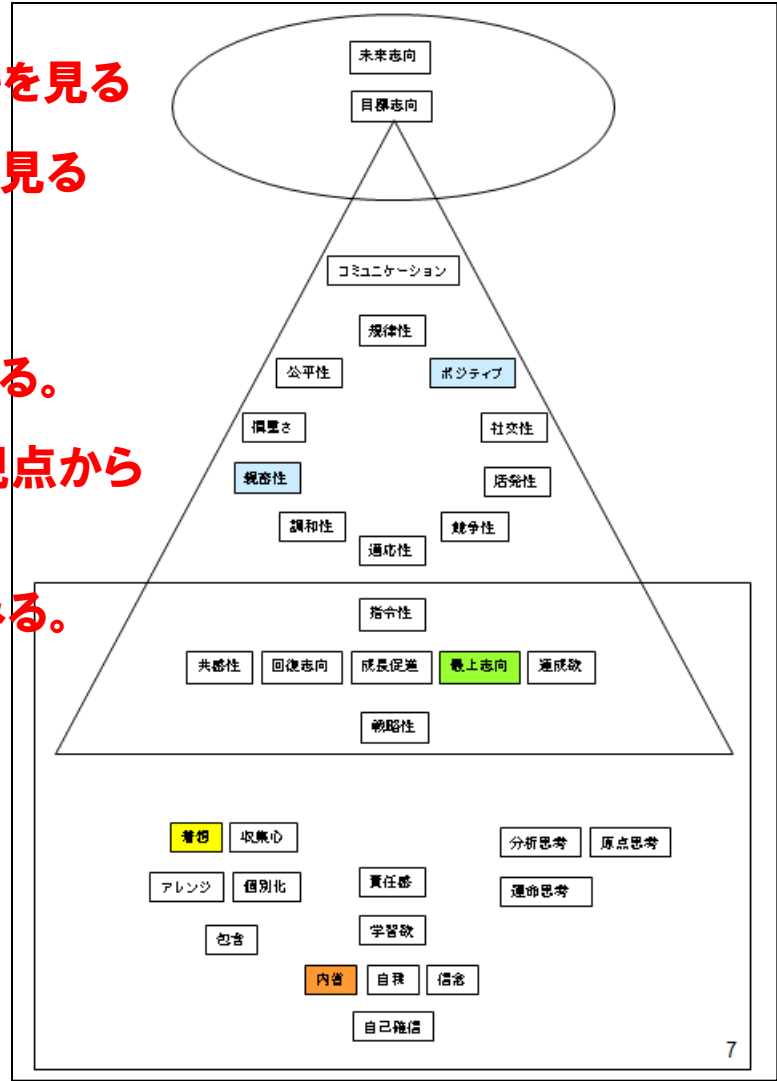 未来志向
を見る
目標志向
見る
コミュニケーション
規律性
る。
公平性 ポジティブ
慎重さ 社交性
視点から
親密性 活発性
調和性 競争性
適応性
みる。
指令性
共感性 回復志向 成長促進 最上志向 達成欲
戦略性
着想 収集心
分析思考 原点思考
アレンジ 個別化 責任感 運命思考
包含 学習欲
内省 自我 信念
自己確信
7